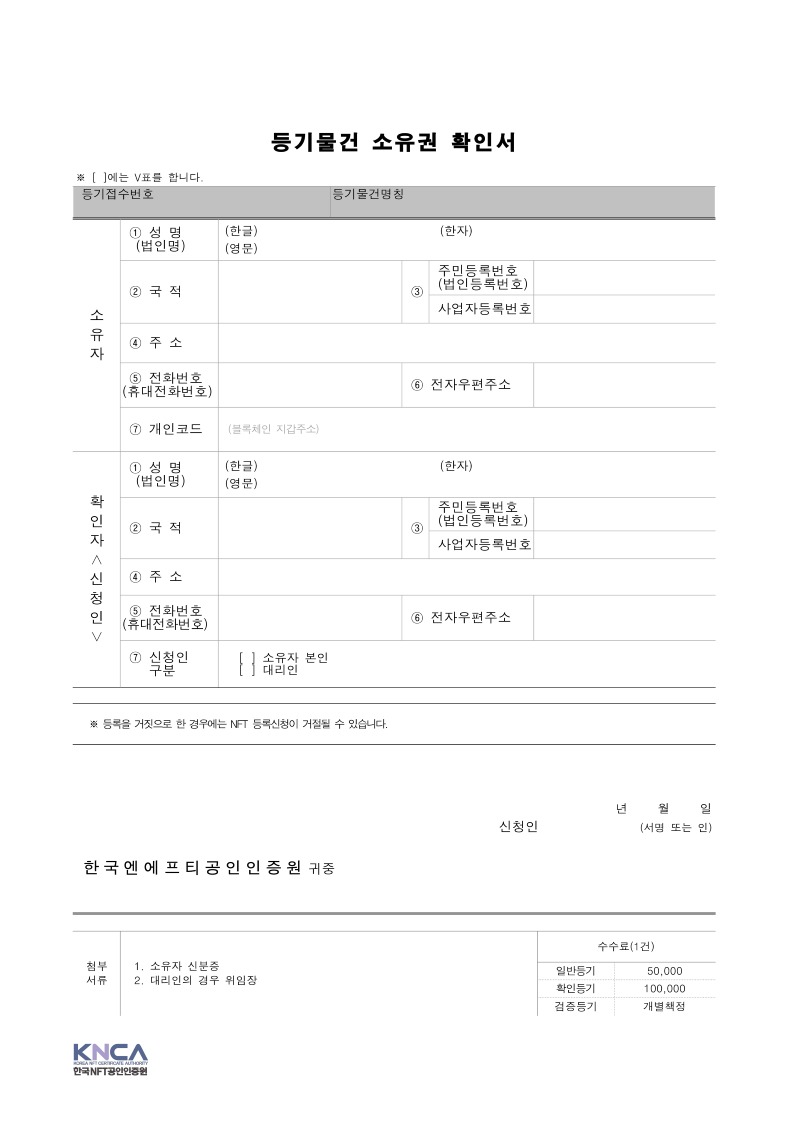 등기물건 소유권 확인서
※ [ ]에는 V표를 합니다.
등기접수번호 등기물건명칭
소유자
① 성 명 (한글) (한자)
(법인명) (영문)
② 국 적 ③ 주민등록번호
(법인등록번호)
사업자등록번호
④ 주 소
⑤ 전화번호 ⑥ 전자우편주소
(휴대전화번호)
⑦ 개인코드 (블록체인 지갑주소)
확인자<신청인>
① 성 명 (한글) (한자)
(법인명) (영문)
② 국 적 ③ 주민등록번호
(법인등록번호)
사업자등록번호
④ 주 소
⑤ 전화번호 ⑥ 전자우편주소
(휴대전화번호)
⑦ 신청인 [ ] 소유자 본인
구분 [ ] 대리인
※ 등록을 거짓으로 한 경우에는 NFT 등록신청이 거절될 수 있습니다.
년 월 일
신청인 (서명 또는 인)
한국엔에프티공인인증원 귀중
첨부
서류
1. 소유자 신분증
2. 대리인의 경우 위임장
수수료(1건)
일반등기 50,000
확인등기 100,000
검증등기 개별책정
KNCA
KOREA NFT CERTIFICATE AUTHORITY
한국NFT공인인증원